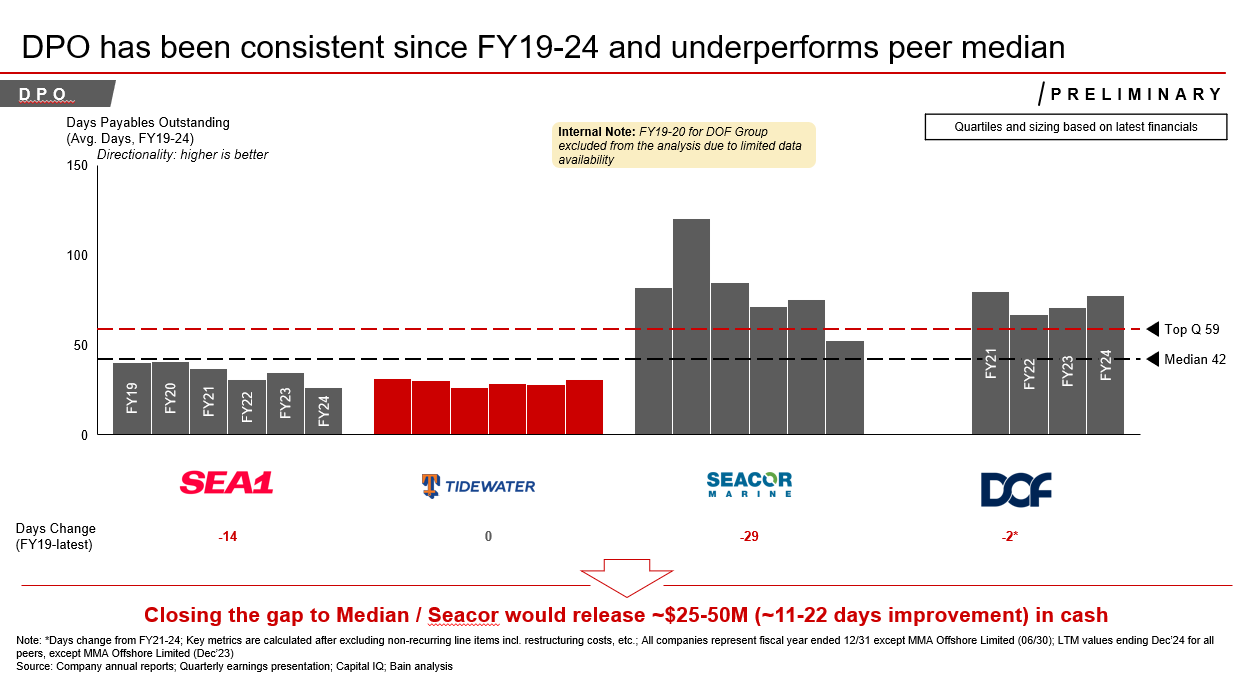 DPO has been consistent since FY19-24 and underperforms peer median
DPO
PRELIMINARY
Days Payables Outstanding
(Avg. Days, FY19-24)
Directionality: higher is better
Internal Note: FY19-20 for DOF Group
excluded from the analysis due to limited data
availability
Quartiles and sizing based on latest financials
150
100
50
0
FY19
FY20
FY21
FY22
FY23
FY24
FY21
FY22
FY23
FY24
Top Q 59
Median 42
SEA1
TIDEWATER
SEACOR
MARINE
DOF
Days Change
(FY19-latest)
-14
0
-29
-2*
Closing the gap to Median / Seacor would release ~$25-50M (~11-22 days improvement) in cash
Note: *Days change from FY21-24; Key metrics are calculated after excluding non-recurring line items incl. restructuring costs, etc.; All companies represent fiscal year ended 12/31 except MMA Offshore Limited (06/30); LTM values ending Dec'24 for all
peers, except MMA Offshore Limited (Dec'23)
Source: Company annual reports; Quarterly earnings presentation; Capital IQ; Bain analysis